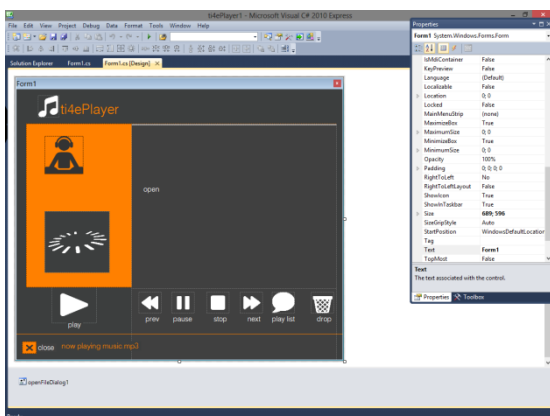 ti4ePlayer1 - Microsoft Visual C# 2010 Express
File Edit View Project Debug Data Format Tools Window Help
Solution Explorer Form1.cs Form1.cs [Design]
Form1
ti4ePlayer
open
play prev pause stop next play list drop
close now playing music.mp3
openFileDialog1
Properties
Form1 System.Windows.Forms.Form
IsMdiContainer False
KeyPreview False
Language (Default)
Localizable False
Location 0; 0
Locked False
MainMenuStrip (none)
MaximizeBox True
MaximumSize 0; 0
MinimizeBox True
MinimumSize 0; 0
Opacity 100%
Padding 0; 0; 0; 0
RightToLeft No
RightToLeftLayout False
ShowIcon True
ShowInTaskbar True
Size 689; 596
SizeGripStyle Auto
StartPosition WindowsDefaultLocation
Tag
Text Form1
TopMost False
Text
The text associated with the control.
Properties Toolbox